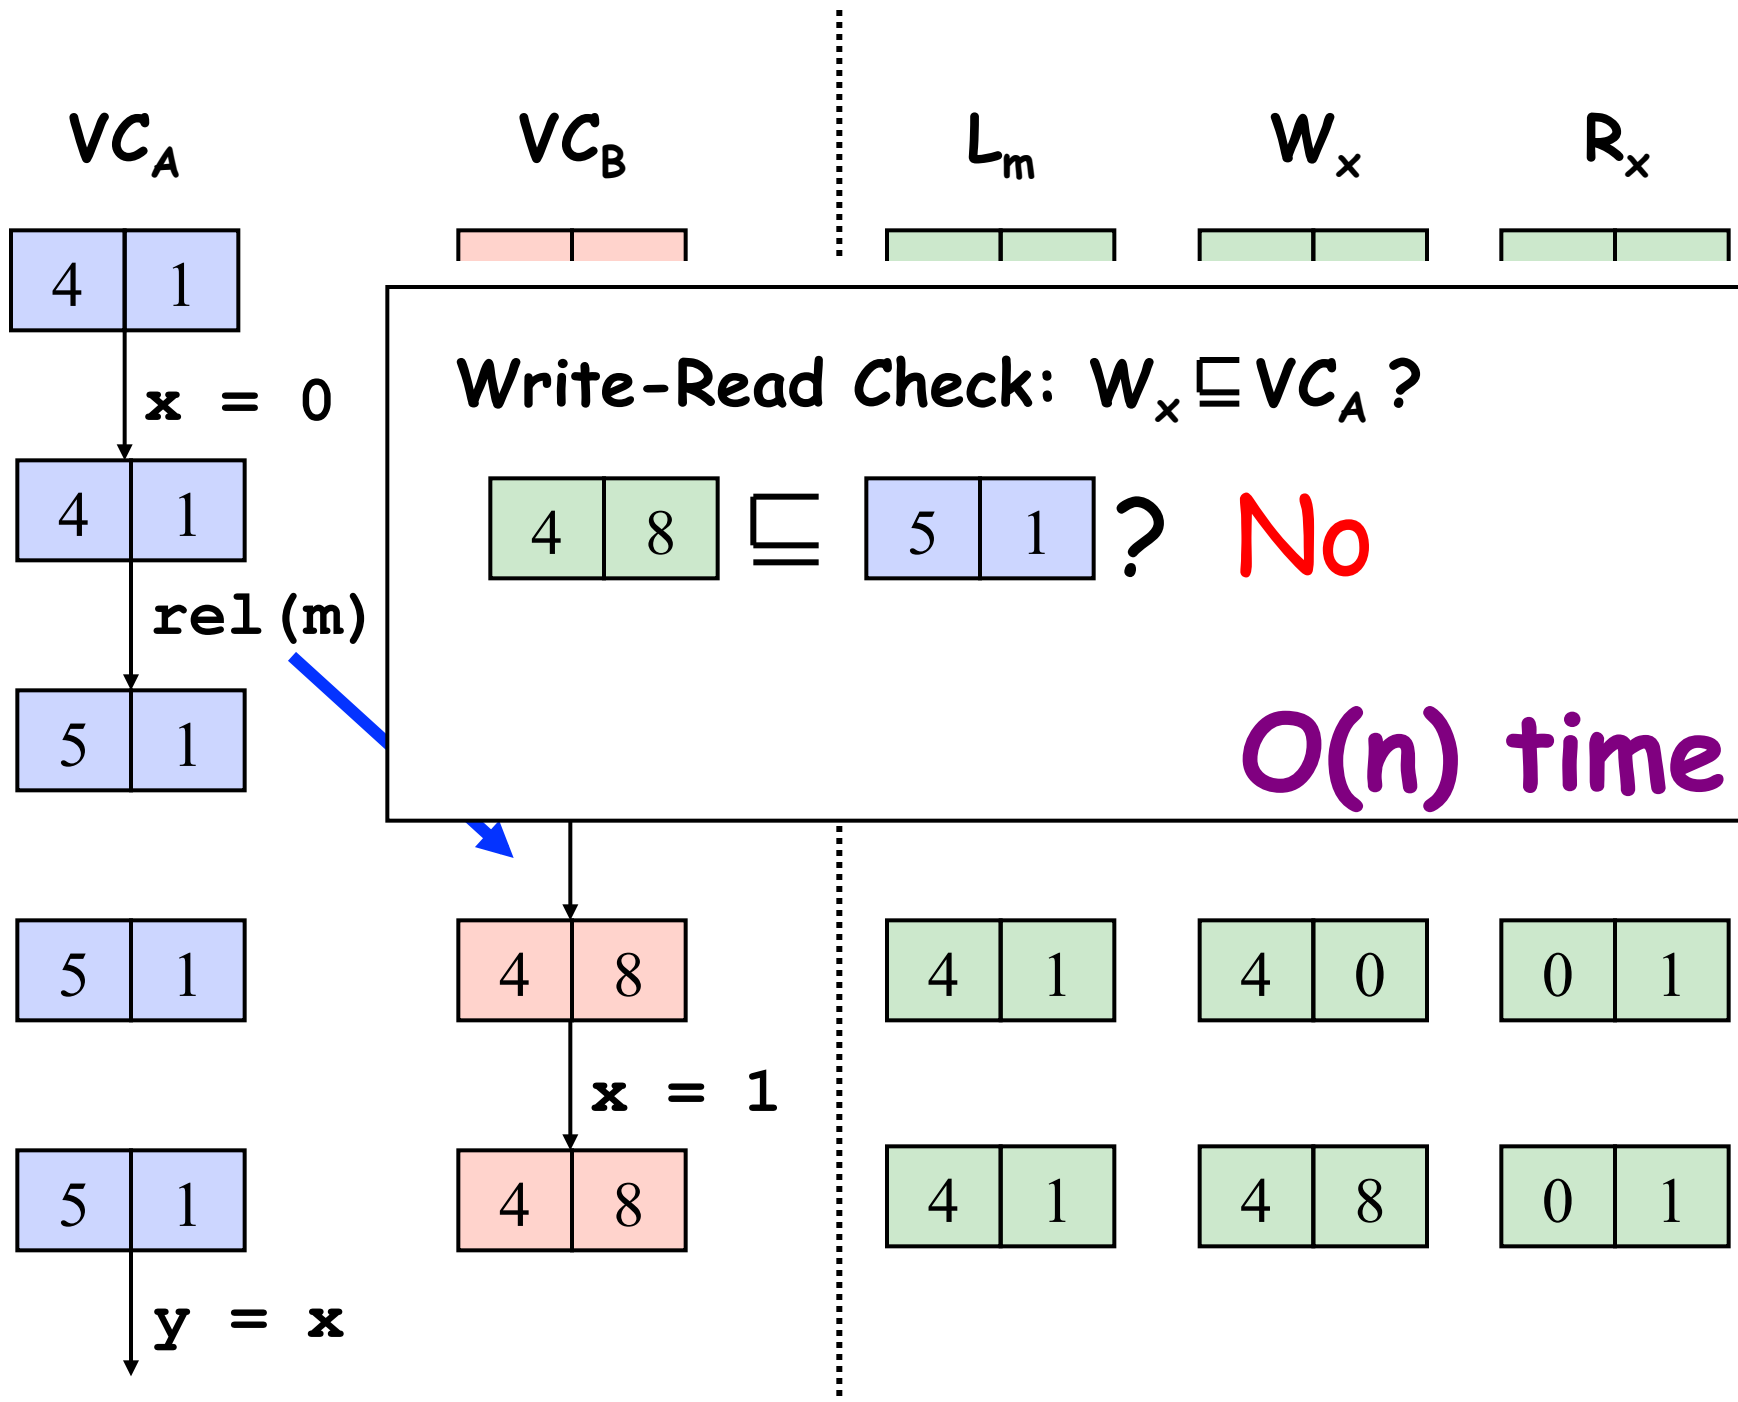 VCA VCB Lm Wx Rx
4 1
x = 0
Write-Read Check: Wx ⊑ VCA ?
4 1
4 8 ⊑ 5 1 ? No
rel(m)
5 1
O(n) time
5 1 4 8 4 1 4 0 0 1
x = 1
5 1 4 8 4 1 4 8 0 1
y = x